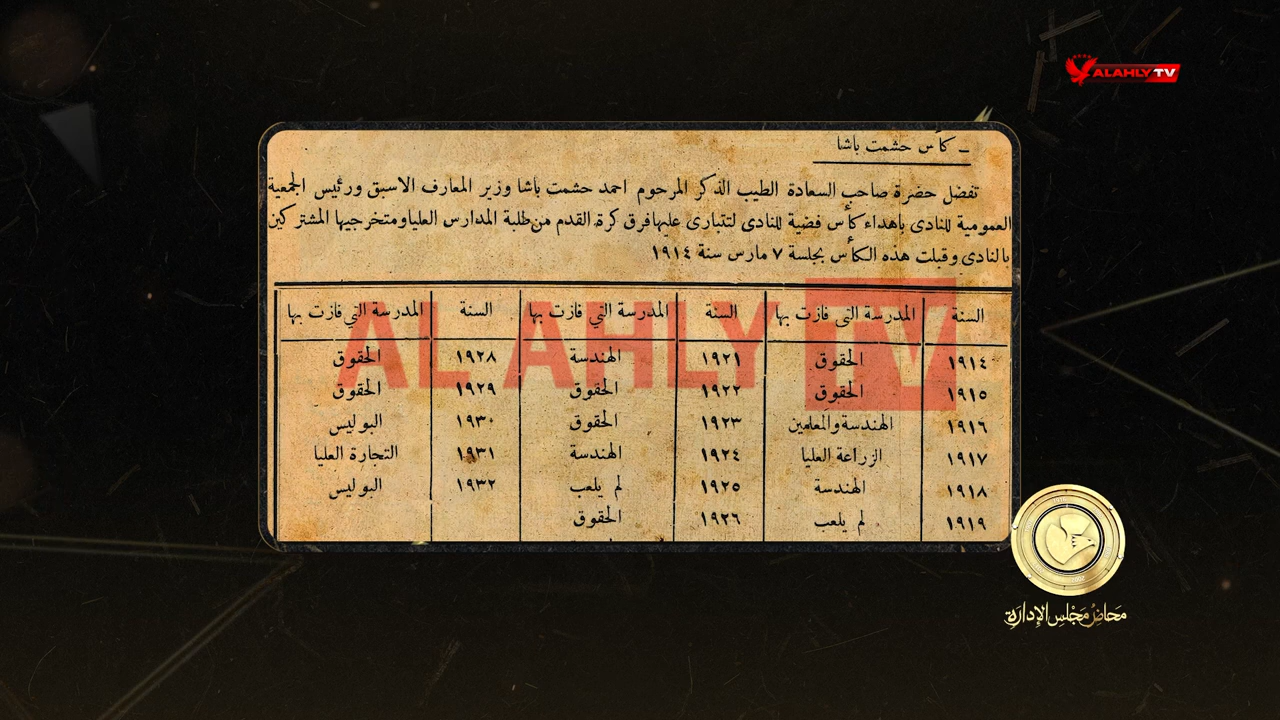 ALAHLY TV
ـ كأس حشمت باشا
تفضل حضرة صاحب السعادة الطيب الذكر المرحوم احمد حشمت باشا وزير المعارف الاسبق ورئيس الجمعية
العمومية للنادى باهداء كأس فضية للنادى لتتبارى عليها فرق كرة القدم من طلبة المدارس العليا ومتخرجيها المشتركين
بالنادى وقبلت هذه الكأس بجلسة ٧ مارس سنة ١٩١٤
السنة المدرسة التى فازت بها السنة المدرسة التي فازت بها السنة المدرسة التي فازت بها
١٩١٤ الحقوق ١٩٢١ الهندسة ١٩٢٨ الحقوق
١٩١٥ الحقوق ١٩٢٢ الحقوق ١٩٢٩ الحقوق
١٩١٦ الهندسة والمعلمين ١٩٢٣ الحقوق ١٩٣٠ البوليس
١٩١٧ الزراعة العليا ١٩٢٤ الهندسة ١٩٣١ التجارة العليا
١٩١٨ الهندسة ١٩٢٥ لم يلعب ١٩٣٢ البوليس
١٩١٩ لم يلعب ١٩٢٦ الحقوق
AL AHLY TV
مَحَاضِرُ مَجْلِسِ الإِدارَةِ